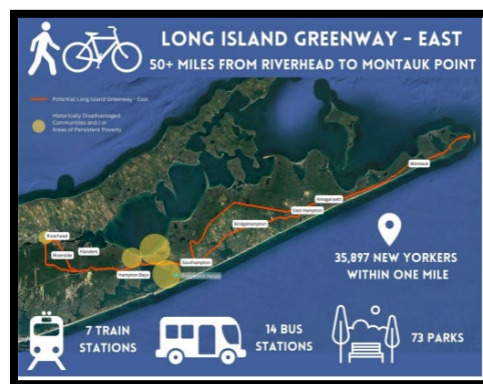 LONG ISLAND GREENWAY - EAST
50+ MILES FROM RIVERHEAD TO MONTAUK POINT
Potential Long Island Greenway - East
Historically Disadvantaged
Communities and / or
Areas of Persistent Poverty
Montauk
Amagansett
East Hampton
Bridgehampton
Riverhead
Riverside
Flanders
Southampton
Hampton Bays
35,897 NEW YORKERS
WITHIN ONE MILE
7 TRAIN
STATIONS
14 BUS
STATIONS
73 PARKS